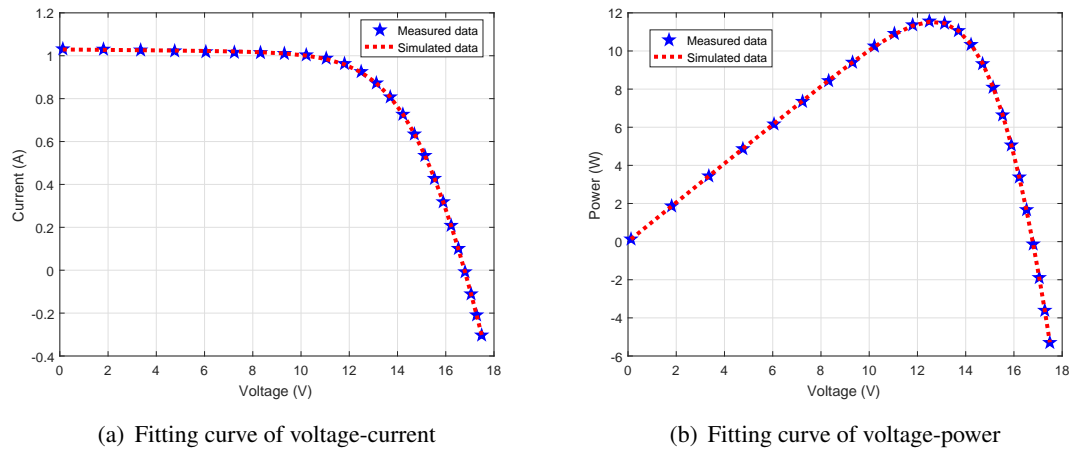 1.2
1
0.8
0.6
0.4
0.2
0
-0.2
-0.4
Current (A)
Measured data
Simulated data
0 2 4 6 8 10 12 14 16 18
Voltage (V)
(a) Fitting curve of voltage-current
12
10
8
6
4
2
0
-2
-4
-6
Power (W)
Measured data
Simulated data
0 2 4 6 8 10 12 14 16 18
Voltage (V)
(b) Fitting curve of voltage-power